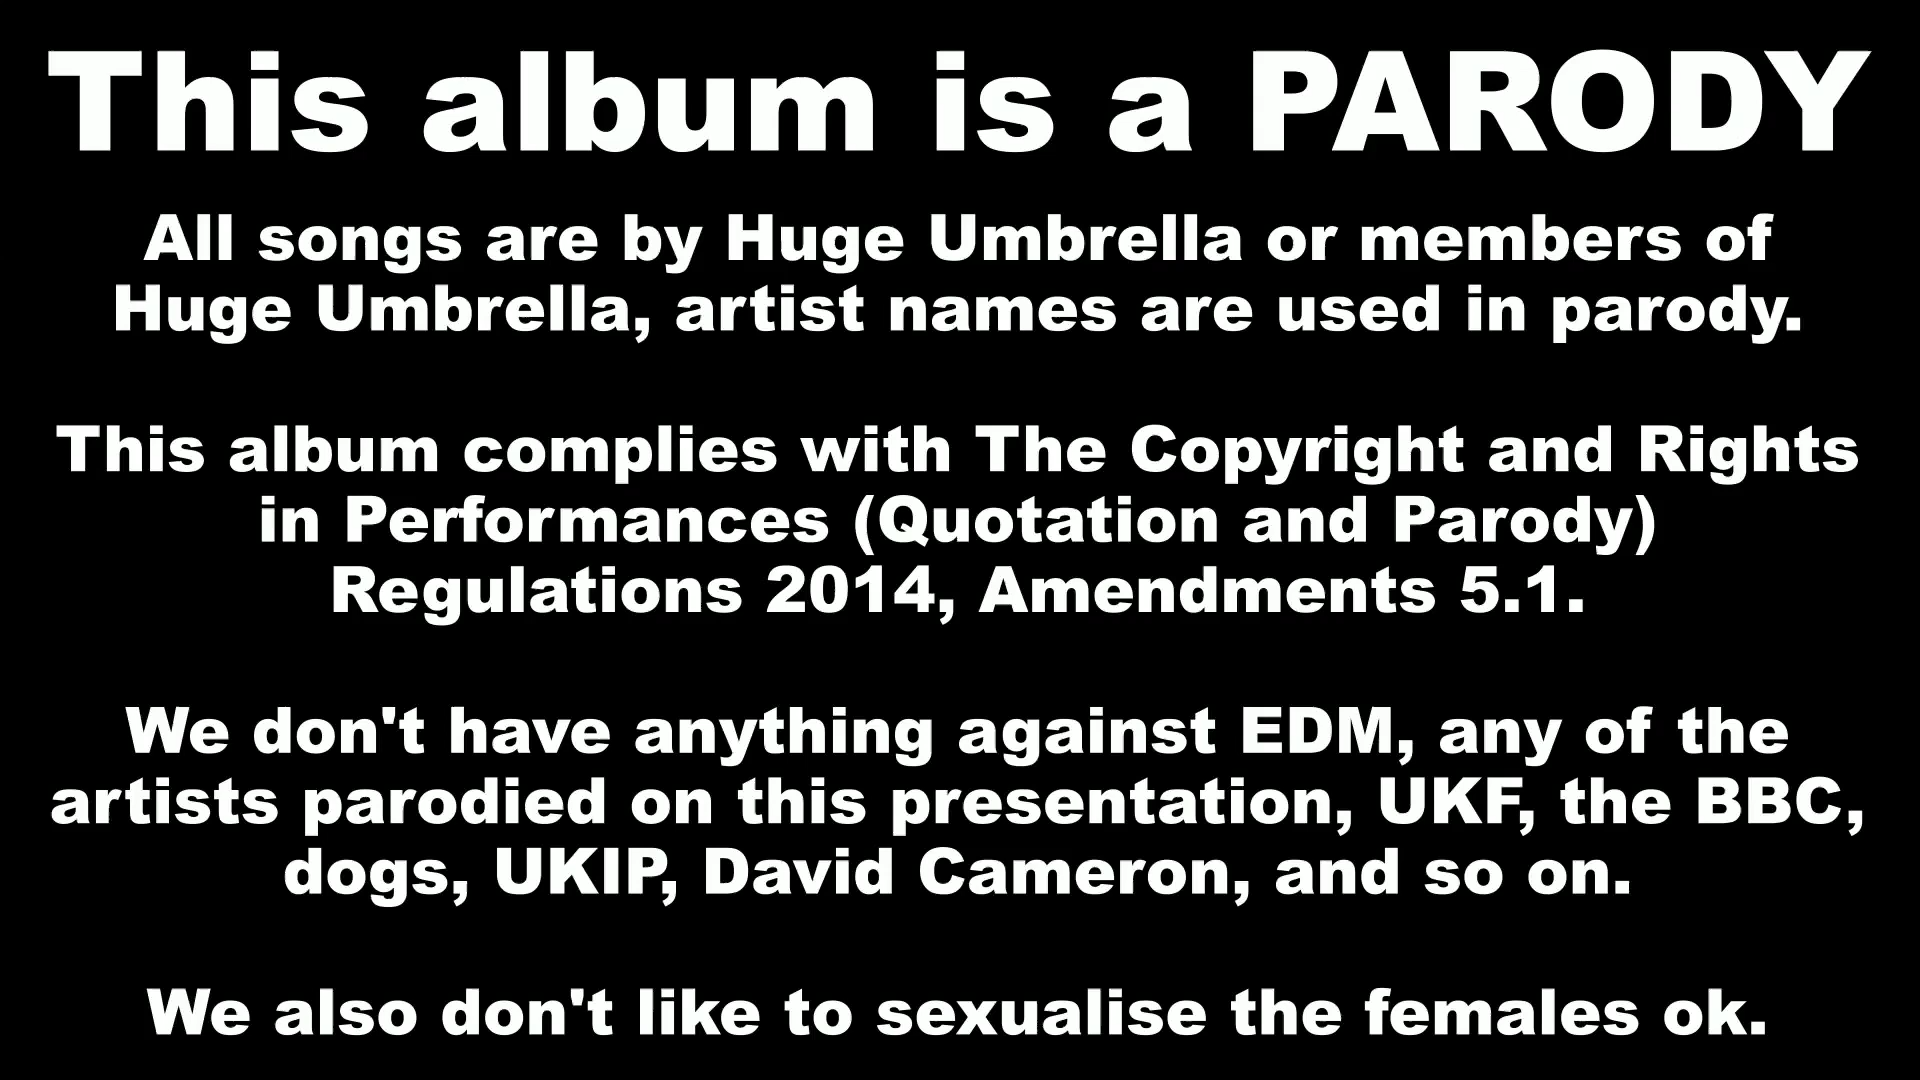 This album is a PARODY
All songs are by Huge Umbrella or members of
Huge Umbrella, artist names are used in parody.
This album complies with The Copyright and Rights
in Performances (Quotation and Parody)
Regulations 2014, Amendments 5.1.
We don't have anything against EDM, any of the
artists parodied on this presentation, UKF, the BBC,
dogs, UKIP, David Cameron, and so on.
We also don't like to sexualise the females ok.